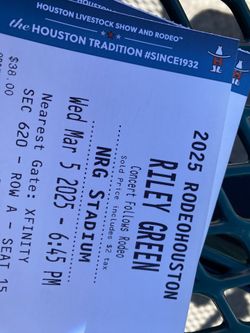 HOUSTON LIVESTOCK SHOW AND RODEO™
the HOUSTON TRADITION #SINCE1932
2025 RODEOHOUSTON
RILEY GREEN
Concert Follows Rodeo
Sold Price includes $2 tax
NRG STADIUM
Wed Mar 5 2025 - 6:45 PM
Nearest Gate: XFINITY
SEC 620 - ROW A - SEAT 15
$38.00